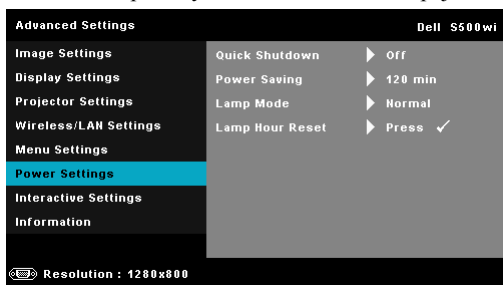 Advanced Settings Dell S500wi
Image Settings Quick Shutdown Off
Display Settings Power Saving 120 min
Projector Settings Lamp Mode Normal
Wireless/LAN Settings Lamp Hour Reset Press ✓
Menu Settings
Power Settings
Interactive Settings
Information
Resolution : 1280x800